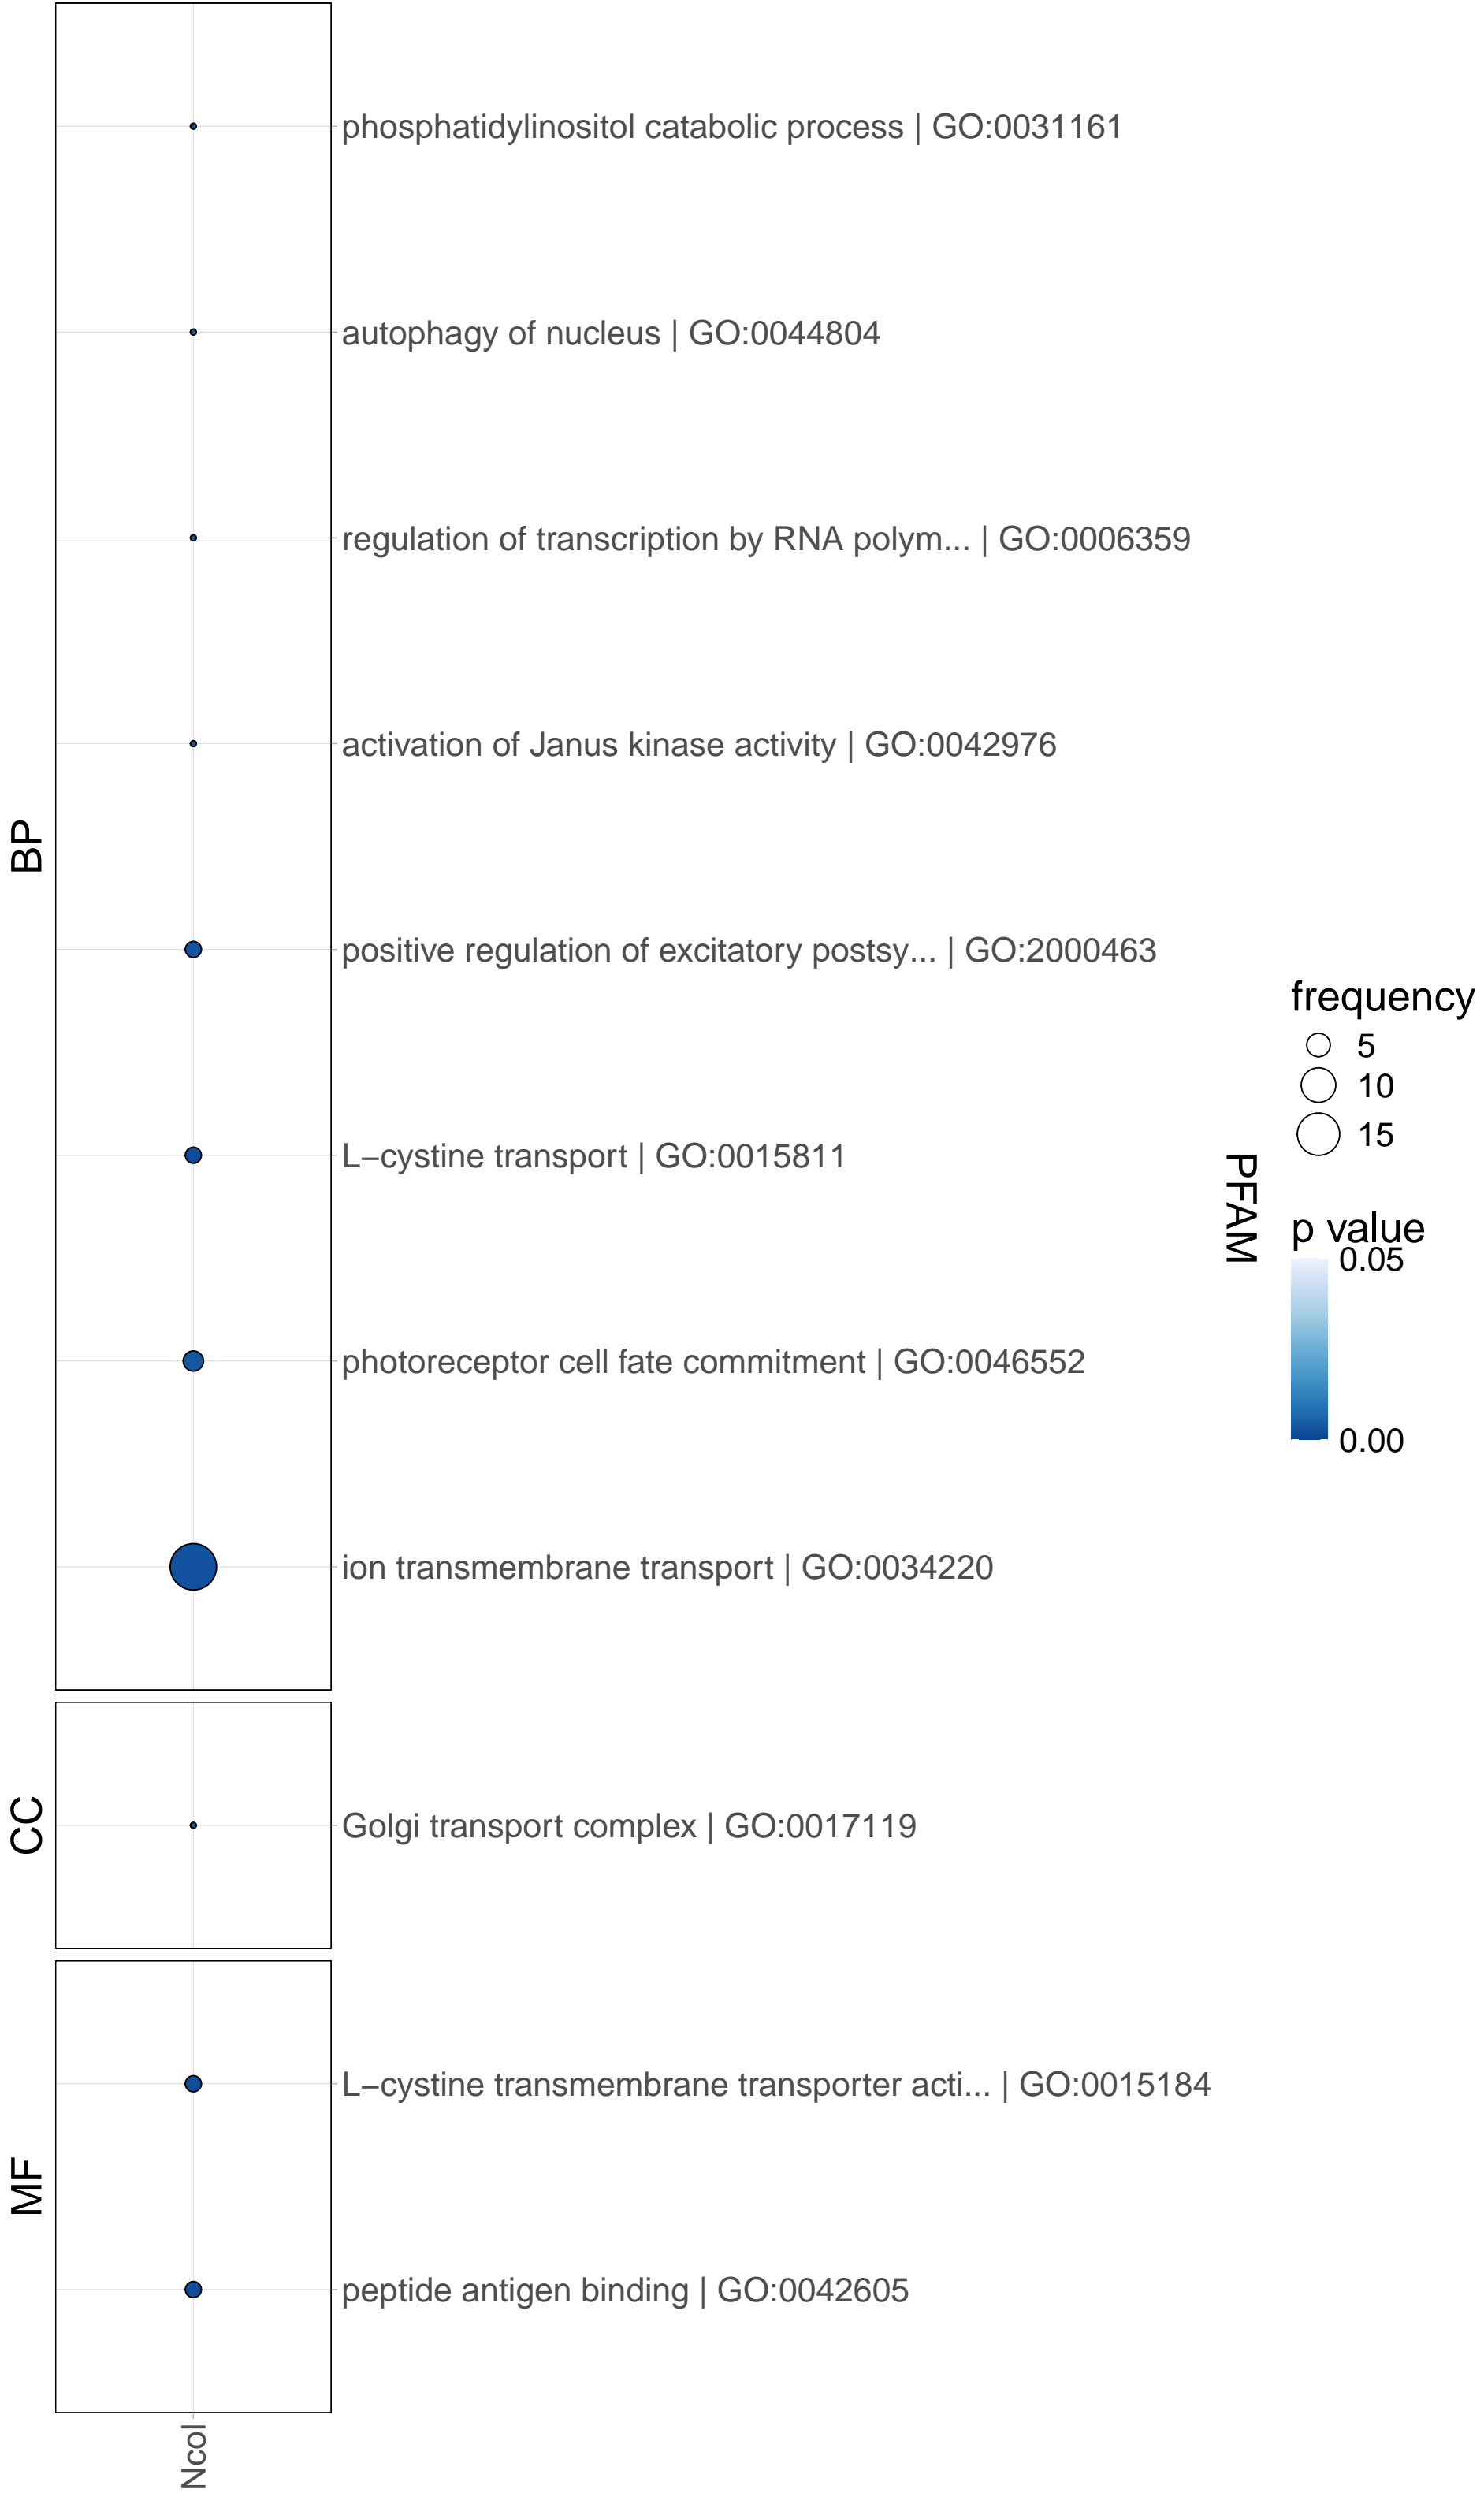 BP
phosphatidylinositol catabolic process | GO:0031161
autophagy of nucleus | GO:0044804
regulation of transcription by RNA polym... | GO:0006359
activation of Janus kinase activity | GO:0042976
positive regulation of excitatory postsy... | GO:2000463
L−cystine transport | GO:0015811
photoreceptor cell fate commitment | GO:0046552
ion transmembrane transport | GO:0034220
CC
Golgi transport complex | GO:0017119
MF
L−cystine transmembrane transporter acti... | GO:0015184
peptide antigen binding | GO:0042605
Ncol
PFAM
frequency
5
10
15
p value
0.05
0.00